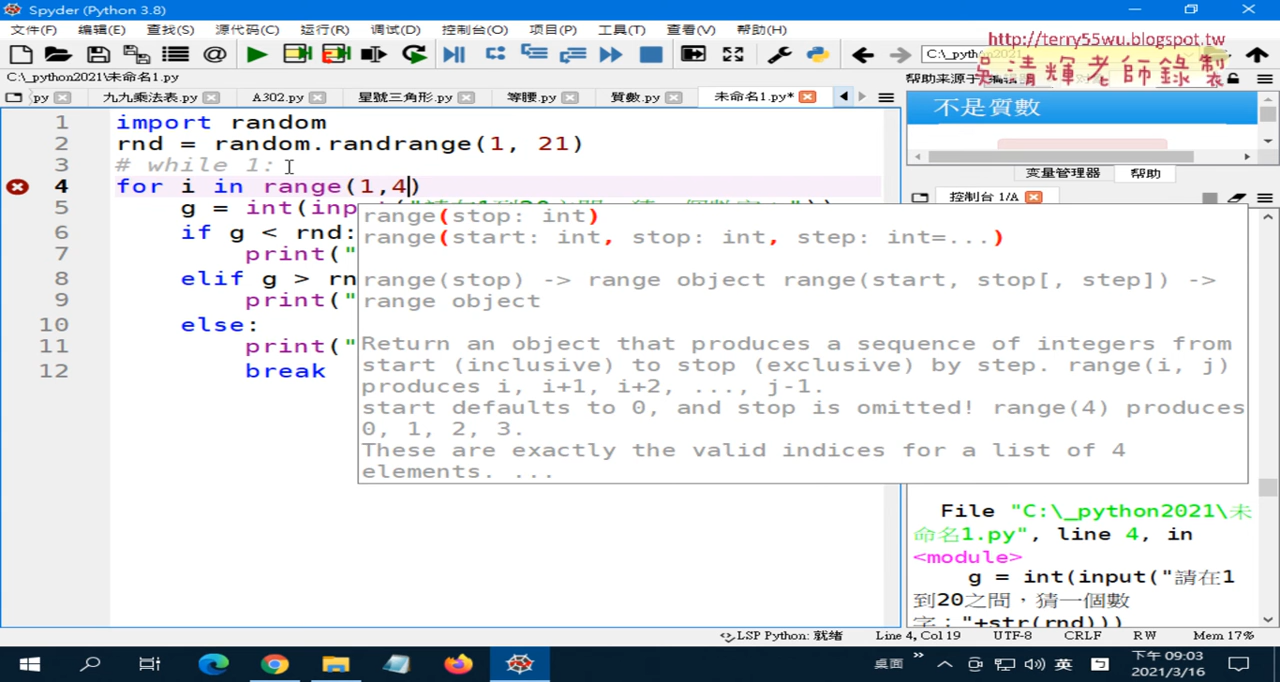 Spyder (Python 3.8)
文件(F) 编辑(E) 查找(S) 源代码(C) 运行(R) 调试(D) 控制台(O) 项目(P) 工具(T) 查看(V) 帮助(H)
http://terry55wu.blogspot.tw
吳清輝老師錄製
C:\_python2021
C:\_python2021\未命名1.py
帮助来源于
.py 九九乘法表.py A302.py 星號三角形.py 等腰.py 質數.py 未命名1.py*
不是質數
1 import random
2 rnd = random.randrange(1, 21)
3 # while 1:
4 for i in range(1,4)
5 g = int(inp
6 if g < rnd:
7 print("
8 elif g > rn
9 print("
10 else:
11 print("
12 break
range(stop: int)
range(start: int, stop: int, step: int=...)
range(stop) -> range object range(start, stop[, step]) ->
range object
Return an object that produces a sequence of integers from
start (inclusive) to stop (exclusive) by step. range(i, j)
produces i, i+1, i+2, ..., j-1.
start defaults to 0, and stop is omitted! range(4) produces
0, 1, 2, 3.
These are exactly the valid indices for a list of 4
elements. ...
变量管理器 帮助
控制台 1/A
File "C:\_python2021\未
命名1.py", line 4, in
<module>
g = int(input("請在1
到20之間，猜一個數
字："+str(rnd)))
LSP Python: 就绪 Line 4, Col 19 UTF-8 CRLF RW Mem 17%
桌面 英 下午 09:03
2021/3/16